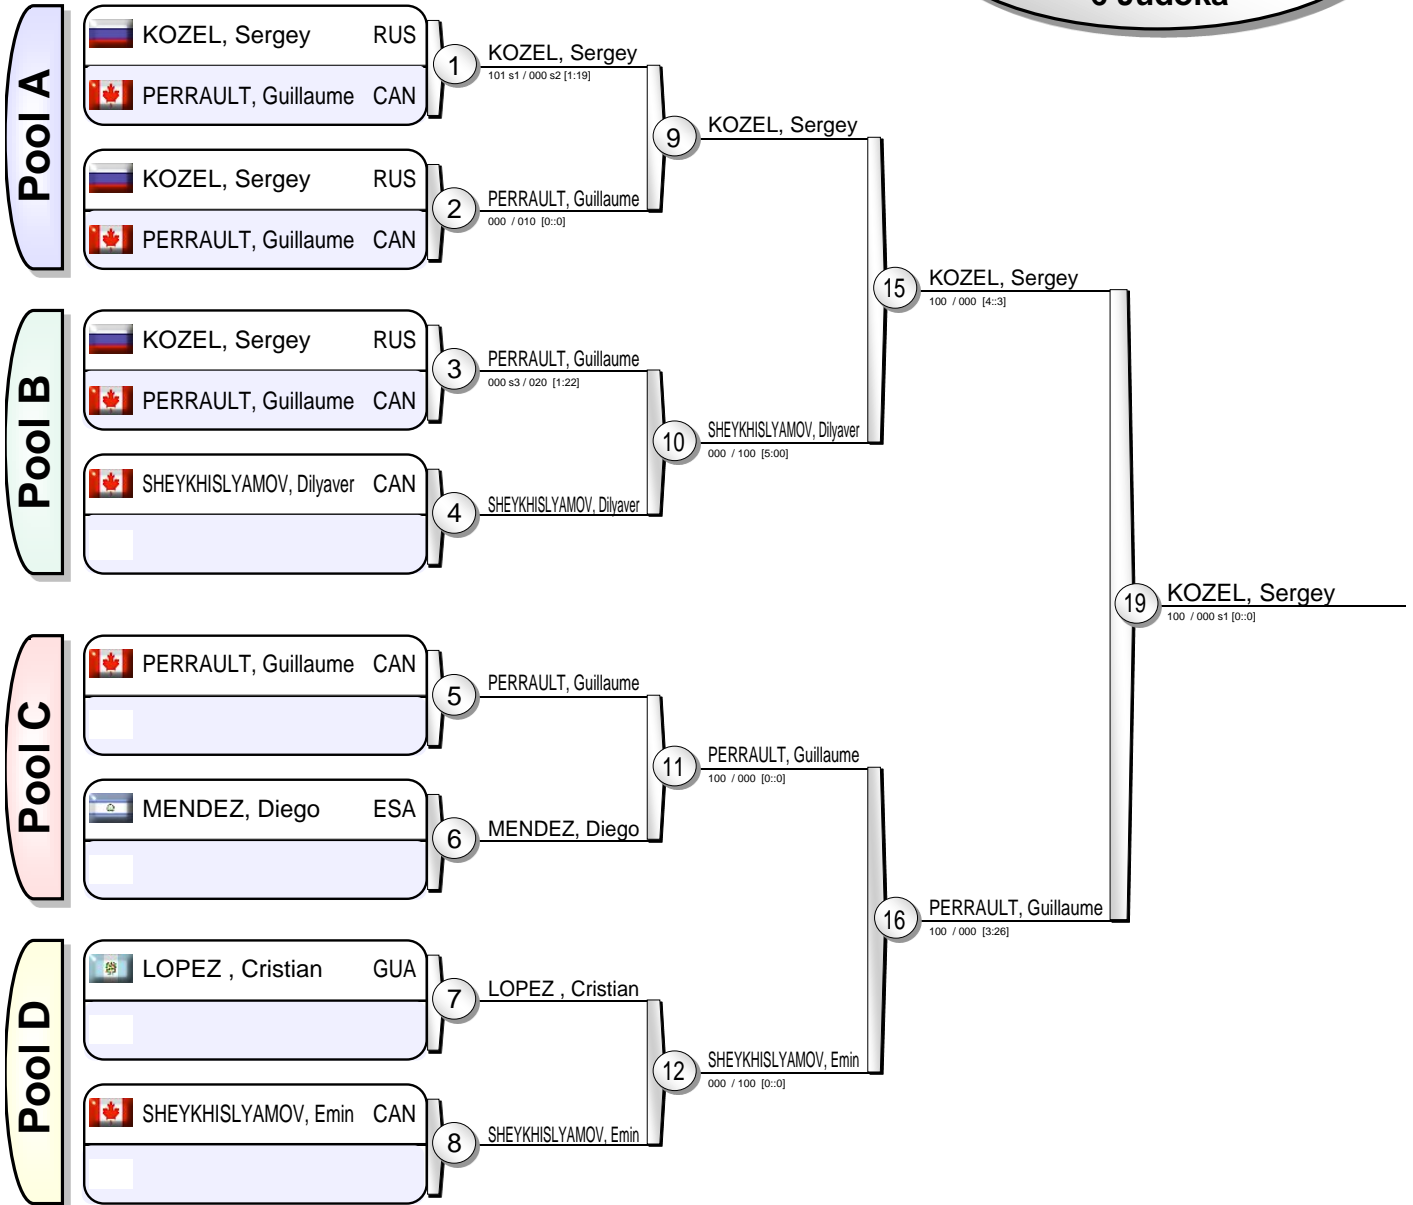 Judoka
Pool A
KOZEL, Sergey RUS
PERRAULT, Guillaume CAN
1
KOZEL, Sergey
101 s1 / 000 s2 [1:19]
KOZEL, Sergey RUS
PERRAULT, Guillaume CAN
2
PERRAULT, Guillaume
000 / 010 [0::0]
9
KOZEL, Sergey
Pool B
KOZEL, Sergey RUS
PERRAULT, Guillaume CAN
3
PERRAULT, Guillaume
000 s3 / 020 [1:22]
SHEYKHISLYAMOV, Dilyaver CAN
4
SHEYKHISLYAMOV, Dilyaver
10
SHEYKHISLYAMOV, Dilyaver
000 / 100 [5:00]
15
KOZEL, Sergey
100 / 000 [4::3]
Pool C
PERRAULT, Guillaume CAN
5
PERRAULT, Guillaume
MENDEZ, Diego ESA
6
MENDEZ, Diego
11
PERRAULT, Guillaume
100 / 000 [0::0]
Pool D
LOPEZ , Cristian GUA
7
LOPEZ , Cristian
SHEYKHISLYAMOV, Emin CAN
8
SHEYKHISLYAMOV, Emin
12
SHEYKHISLYAMOV, Emin
000 / 100 [0::0]
16
PERRAULT, Guillaume
100 / 000 [3:26]
19
KOZEL, Sergey
100 / 000 s1 [0::0]